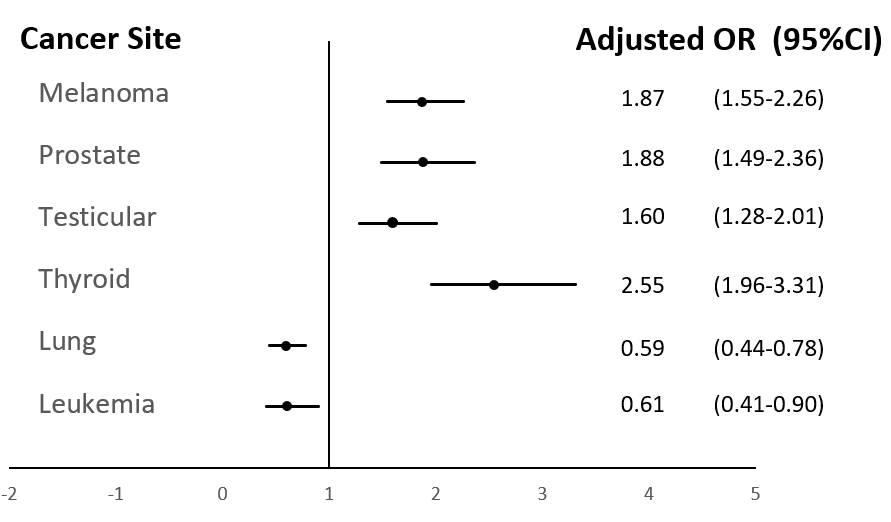 Cancer Site Adjusted OR (95%CI)
Melanoma 1.87 (1.55-2.26)
Prostate 1.88 (1.49-2.36)
Testicular 1.60 (1.28-2.01)
Thyroid 2.55 (1.96-3.31)
Lung 0.59 (0.44-0.78)
Leukemia 0.61 (0.41-0.90)
-2 -1 0 1 2 3 4 5